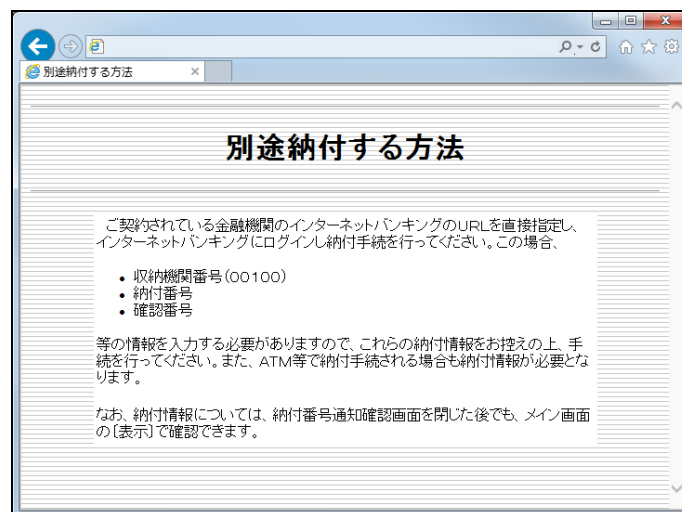 別途納付する方法
別途納付する方法
ご契約されている金融機関のインターネットバンキングのURLを直接指定し、
インターネットバンキングにログインし納付手続を行ってください。この場合、
• 収納機関番号(00100)
• 納付番号
• 確認番号
等の情報を入力する必要がありますので、これらの納付情報をお控えの上、手
続を行ってください。また、ATM等で納付手続される場合も納付情報が必要とな
ります。
なお、納付情報については、納付番号通知確認画面を閉じた後でも、メイン画面
の〔表示〕で確認できます。